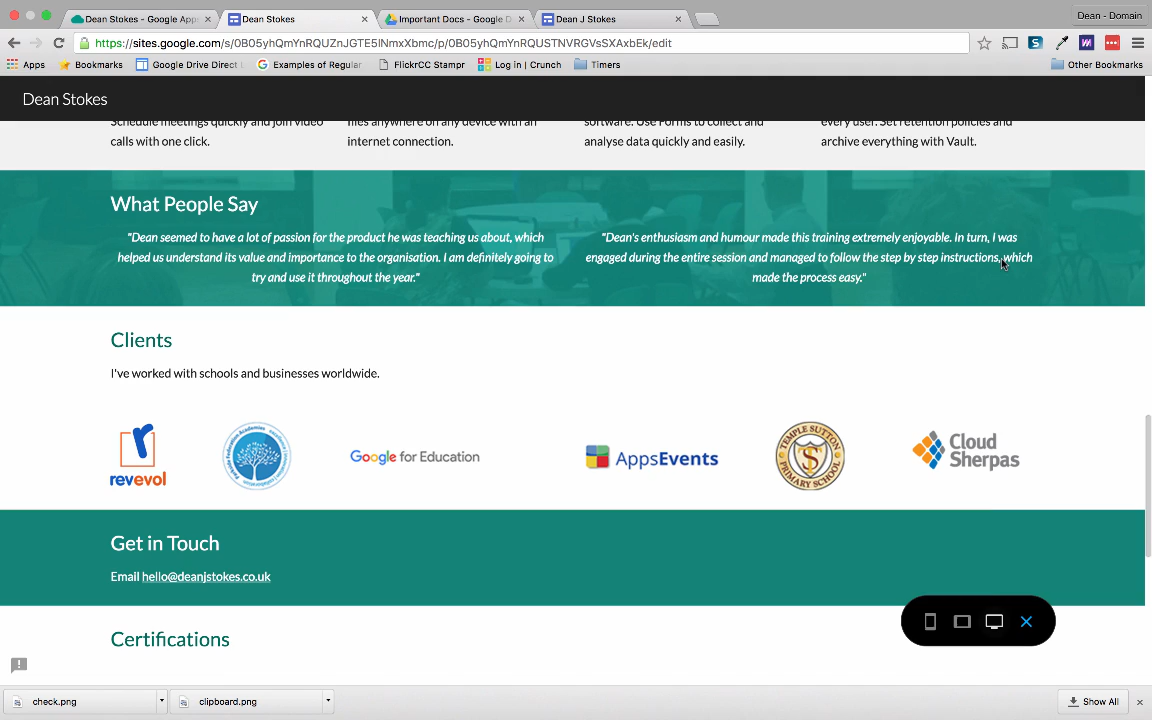 Dean Stokes - Google Apps
Dean Stokes
Important Docs - Google D
Dean J Stokes
Dean - Domain
https://sites.google.com/s/0B05yhQmYnRQUZnJGTE5lNmxXbmc/p/0B05yhQmYnRQUSTNVRGVsSXAxbEk/edit
Apps
Bookmarks
Google Drive Direct
Examples of Regular
FlickrCC Stampr
Log in | Crunch
Timers
Other Bookmarks
Dean Stokes
Schedule meetings quickly and join video
calls with one click.
files anywhere on any device with an
internet connection.
software. Use Forms to collect and
analyse data quickly and easily.
every user. Set retention policies and
archive everything with Vault.
What People Say
"Dean seemed to have a lot of passion for the product he was teaching us about, which
helped us understand its value and importance to the organisation. I am definitely going to
try and use it throughout the year."
"Dean's enthusiasm and humour made this training extremely enjoyable. In turn, I was
engaged during the entire session and managed to follow the step by step instructions, which
made the process easy."
Clients
I've worked with schools and businesses worldwide.
revevol
Google for Education
AppsEvents
TEMPLE SUTTON
PRIMARY SCHOOL
Cloud
Sherpas
Get in Touch
Email hello@deanjstokes.co.uk
Certifications
check.png
clipboard.png
Show All